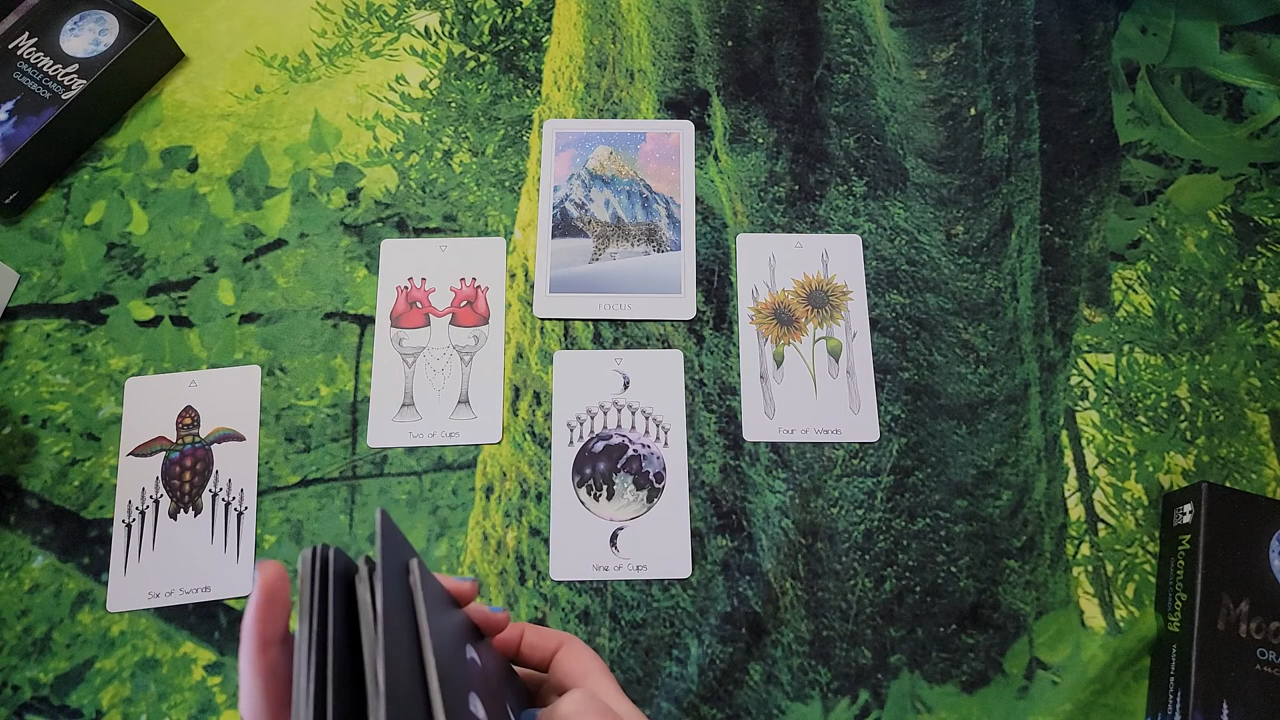 Moonology
ORACLE CARDS
GUIDEBOOK
FOCUS
Two of Cups
Four of Wands
Nine of Cups
Six of Swords
Moonology
ORACLE CARDS
YASMIN BOLAND